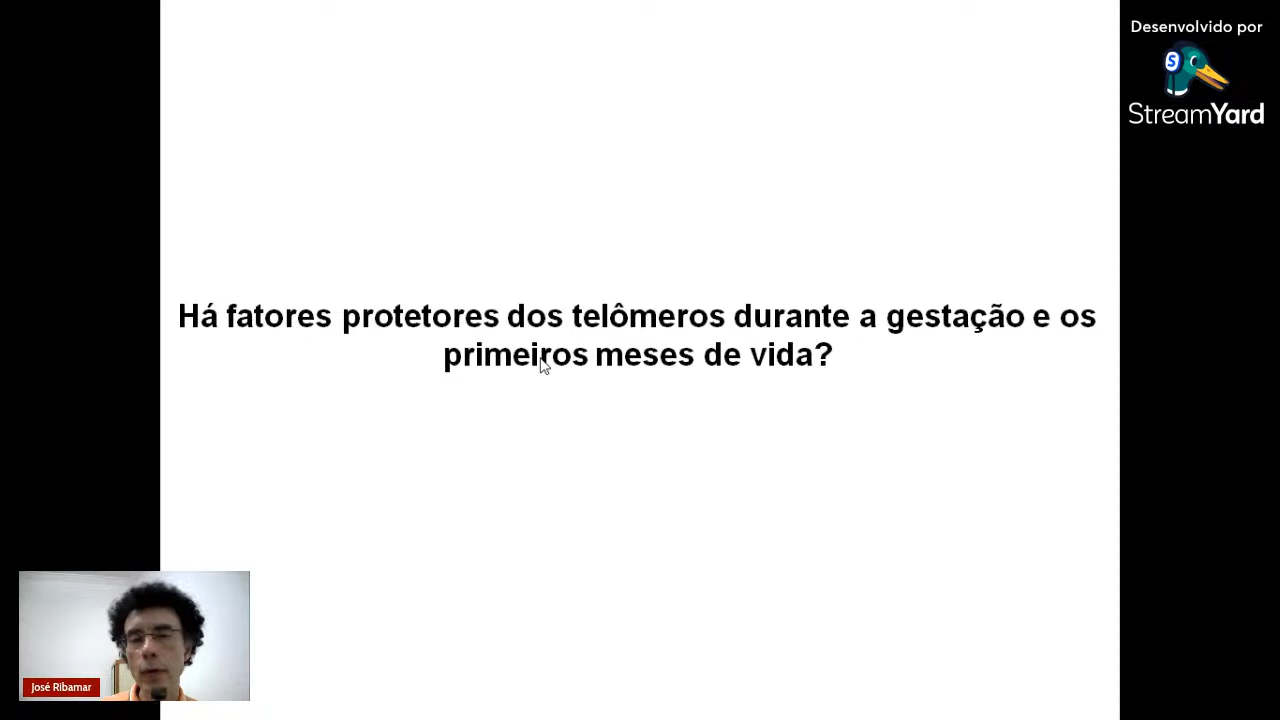 Desenvolvido por
StreamYard
Há fatores protetores dos telômeros durante a gestação e os
primeiros meses de vida?
José Ribamar